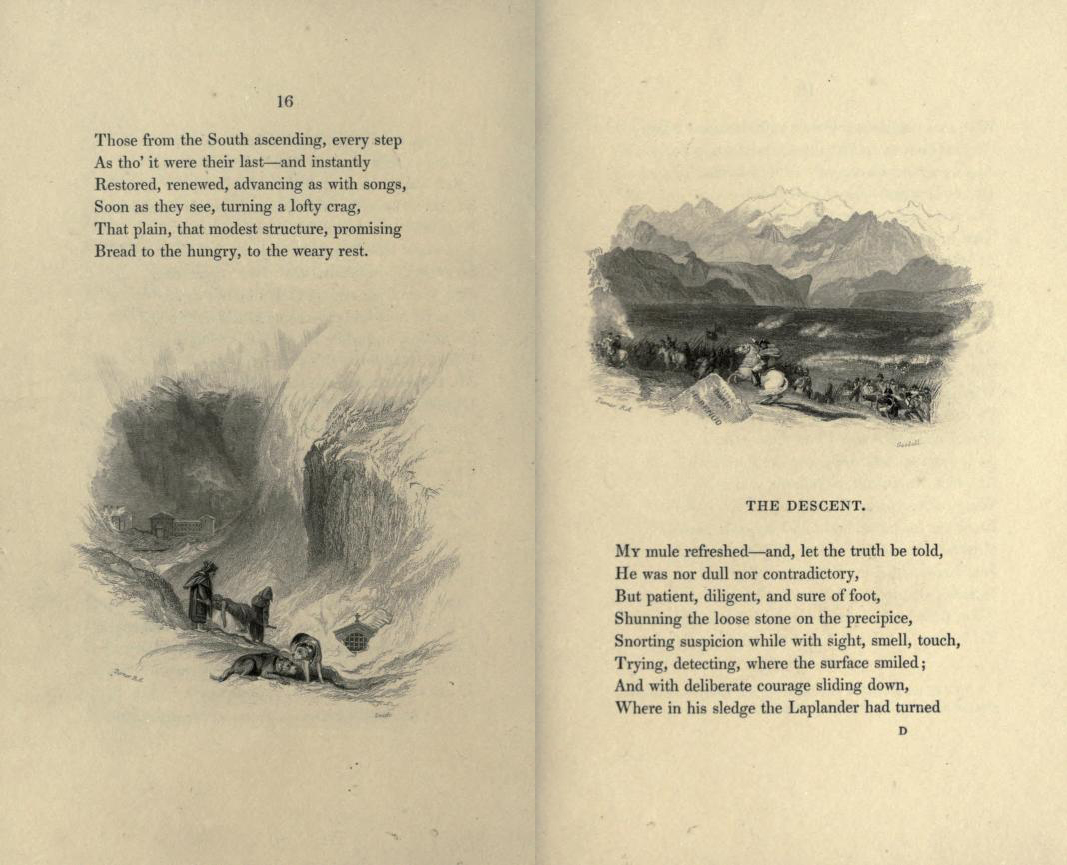 16
Those from the South ascending, every step
As tho' it were their last—and instantly
Restored, renewed, advancing as with songs,
Soon as they see, turning a lofty crag,
That plain, that modest structure, promising
Bread to the hungry, to the weary rest.
Turner R.A.
THE DESCENT.
MY mule refreshed—and, let the truth be told,
He was nor dull nor contradictory,
But patient, diligent, and sure of foot,
Shunning the loose stone on the precipice,
Snorting suspicion while with sight, smell, touch,
Trying, detecting, where the surface smiled;
And with deliberate courage sliding down,
Where in his sledge the Laplander had turned
D